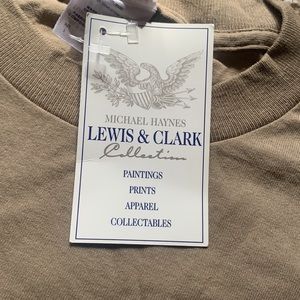 MICHAEL HAYNES
LEWIS & CLARK
Collection
PAINTINGS
PRINTS
APPAREL
COLLECTABLES